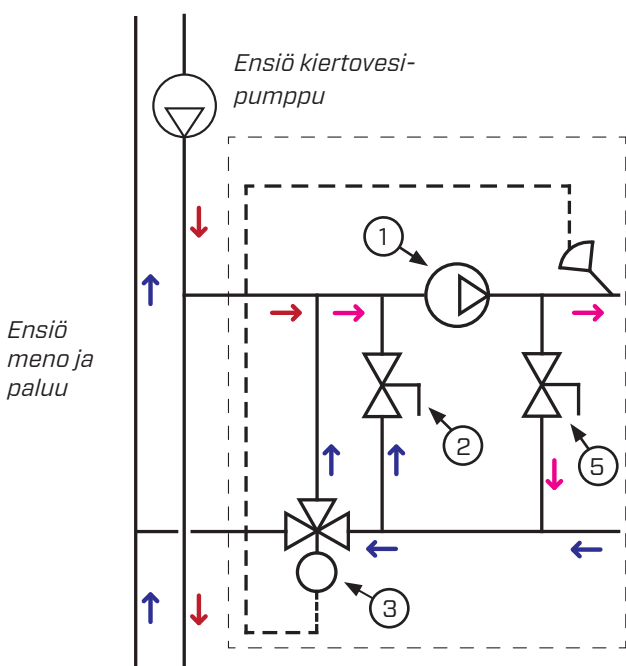 Ensiö kiertovesi-
pumppu
1
Ensiö
meno ja
paluu
2
5
3